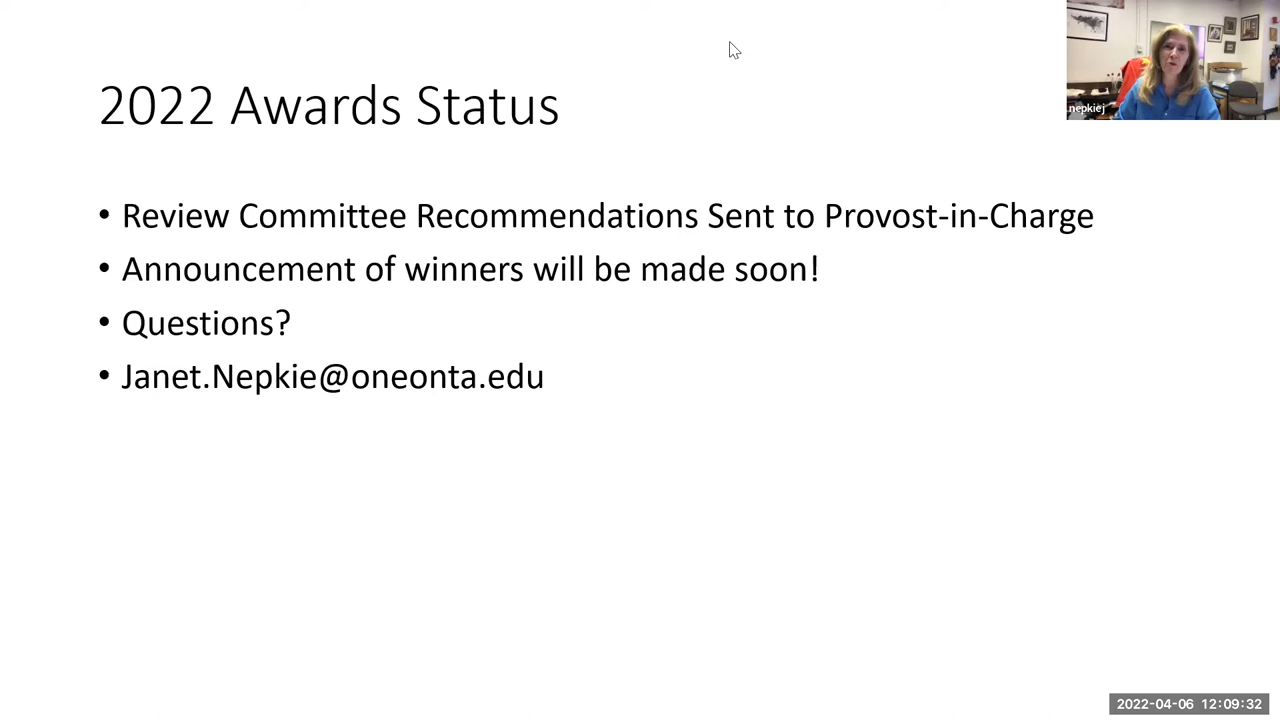 nepkiej
2022 Awards Status
• Review Committee Recommendations Sent to Provost-in-Charge
• Announcement of winners will be made soon!
• Questions?
• Janet.Nepkie@oneonta.edu
2022-04-06 12:09:32